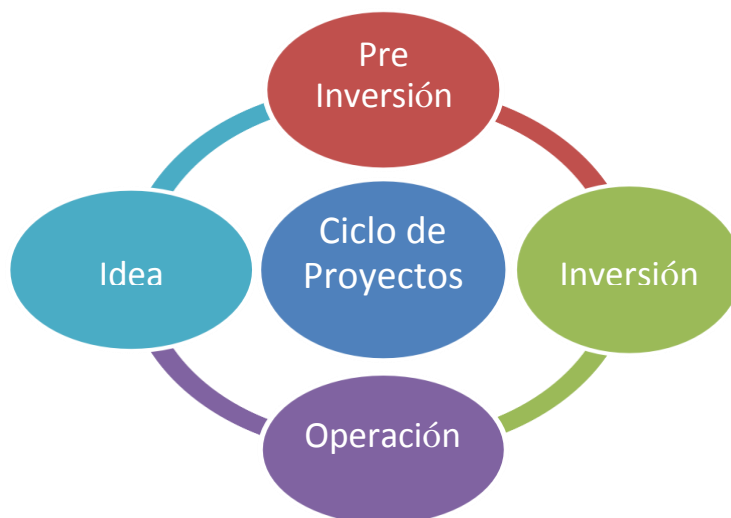 Pre
Inversión
Ciclo de
Proyectos
Idea
Inversión
Operación